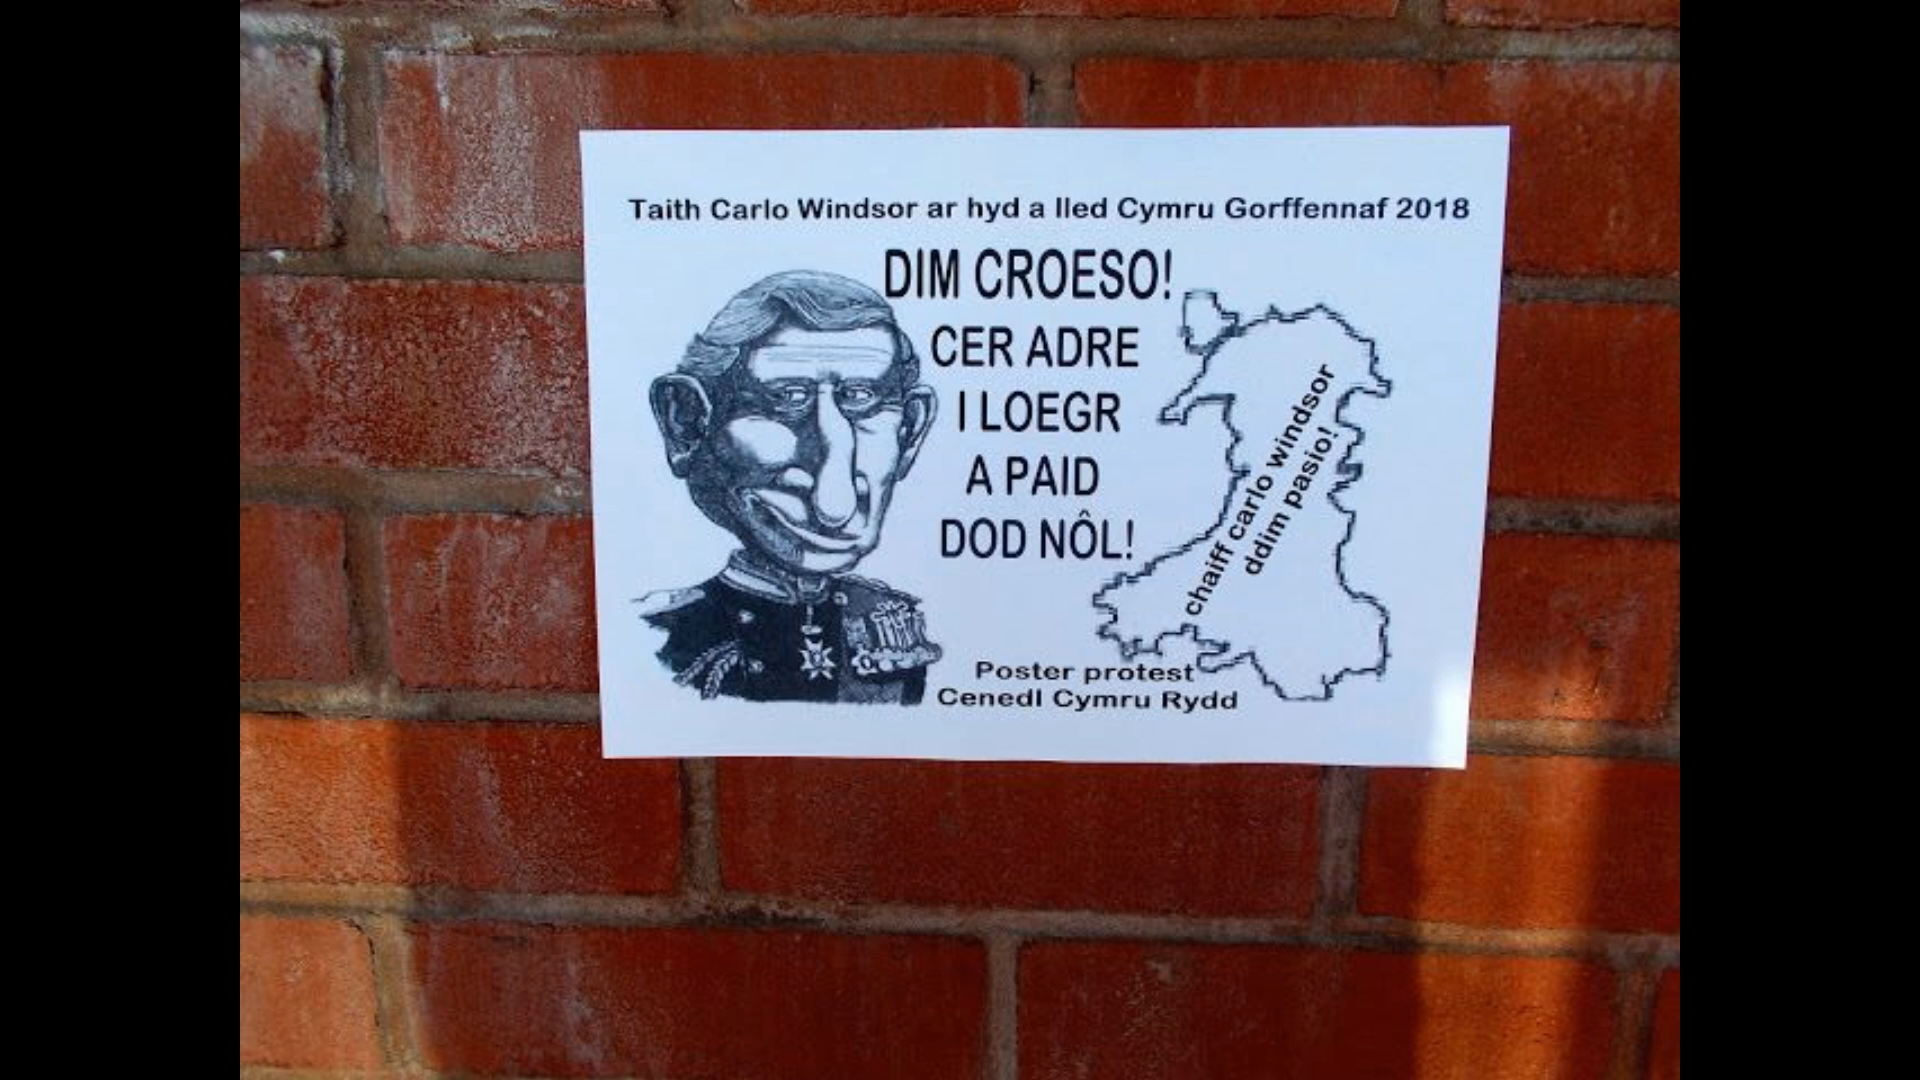 Taith Carlo Windsor ar hyd a lled Cymru Gorffennaf 2018
DIM CROESO!
CER ADRE
I LOEGR
A PAID
DOD NÔL!
chaiff carlo windsor
ddim pasio!
Poster protest
Cenedl Cymru Rydd